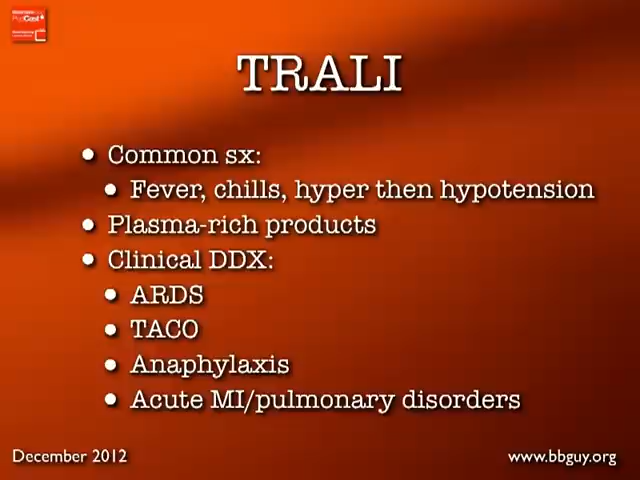 TRALI
• Common sx:
• Fever, chills, hyper then hypotension
• Plasma-rich products
• Clinical DDX:
• ARDS
• TACO
• Anaphylaxis
• Acute MI/pulmonary disorders
December 2012
www.bbguy.org